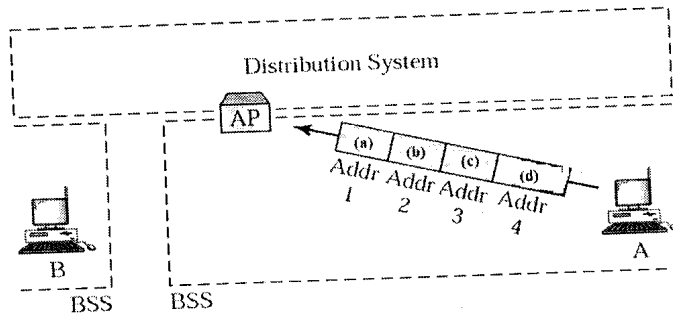 Distribution System
AP
(a) (b) (c) (d)
Addr Addr Addr Addr
1 2 3 4
B
A
BSS BSS